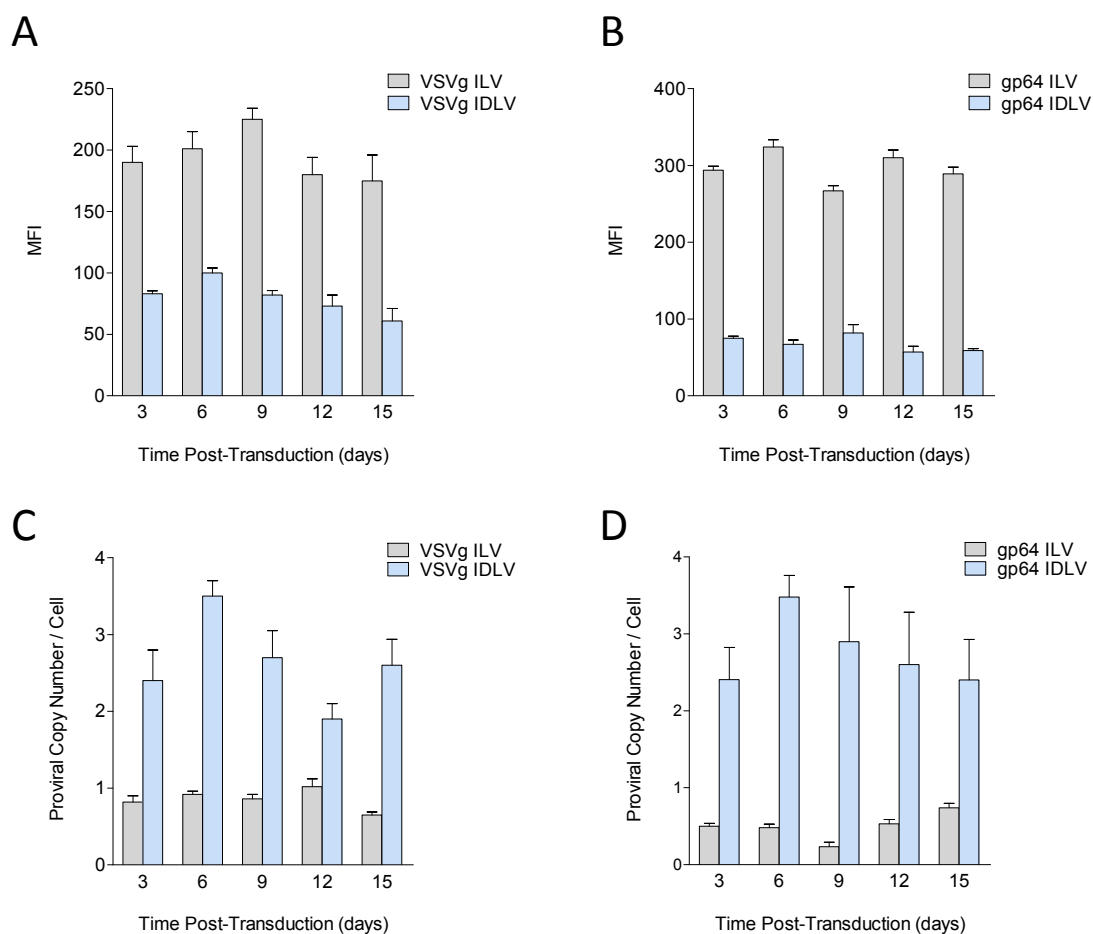 A
VSVg ILV
VSVg IDLV
250
200
150
100
50
0
MFI
3 6 9 12 15
Time Post-Transduction (days)
B
gp64 ILV
gp64 IDLV
400
300
200
100
0
MFI
3 6 9 12 15
Time Post-Transduction (days)
C
VSVg ILV
VSVg IDLV
4
3
2
1
0
Proviral Copy Number / Cell
3 6 9 12 15
Time Post-Transduction (days)
D
gp64 ILV
gp64 IDLV
4
3
2
1
0
Proviral Copy Number / Cell
3 6 9 12 15
Time Post-Transduction (days)